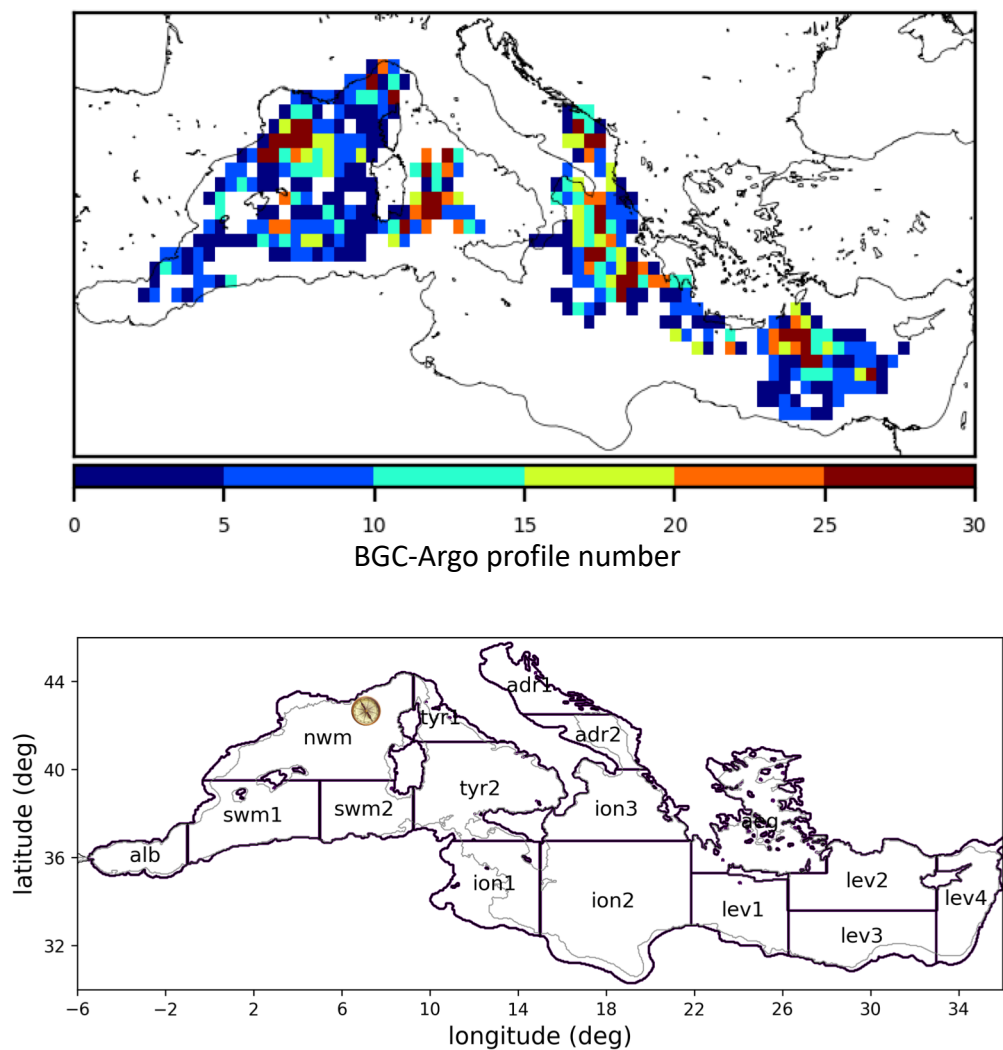 0 5 10 15 20 25 30
BGC-Argo profile number
44
adr1
tyr1
nwm
adr2
40
tyr2
swm2
ion3
swm1
aeg
36
alb
ion1
lev2
ion2
lev1
lev4
lev3
32
latitude (deg)
−6 −2 2 6 10 14 18 22 26 30 34
longitude (deg)